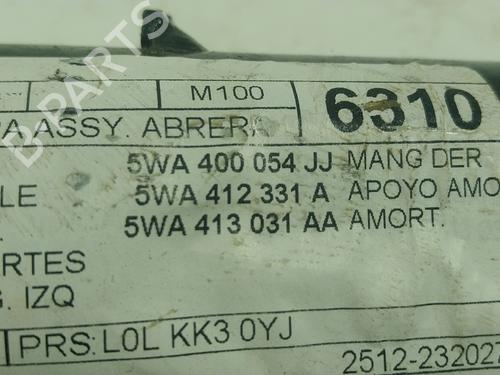 M100
6310
ASSY. ABRERA
5WA 400 054 JJ MANG DER
LE 5WA 412 331 A APOYO AMO
5WA 413 031 AA AMORT.
RTES
G. IZQ
PRS: L0L KK3 0YJ
2512-232027
B-PARTS